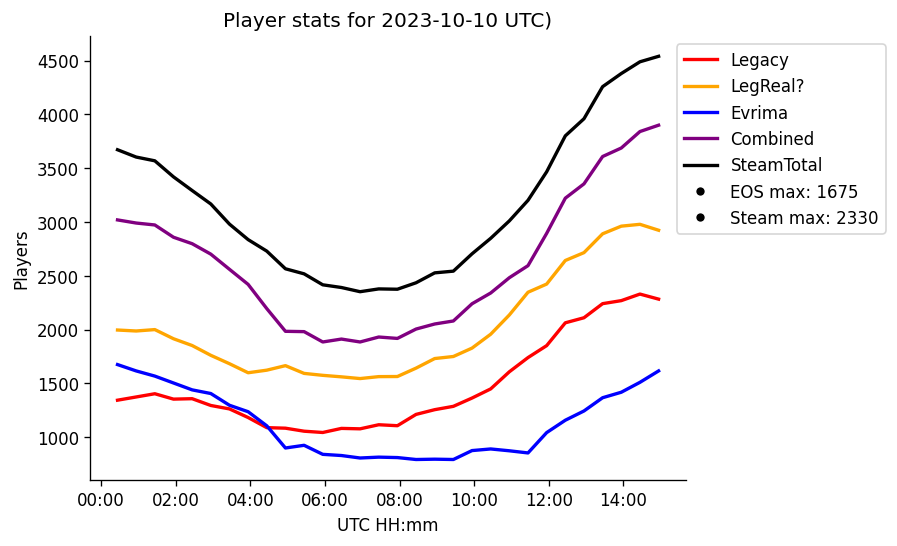 Player stats for 2023-10-10 UTC)
4500
4000
3500
3000
2500
2000
1500
1000
Players
00:00 02:00 04:00 06:00 08:00 10:00 12:00 14:00
UTC HH:mm
Legacy
LegReal?
Evrima
Combined
SteamTotal
EOS max: 1675
Steam max: 2330